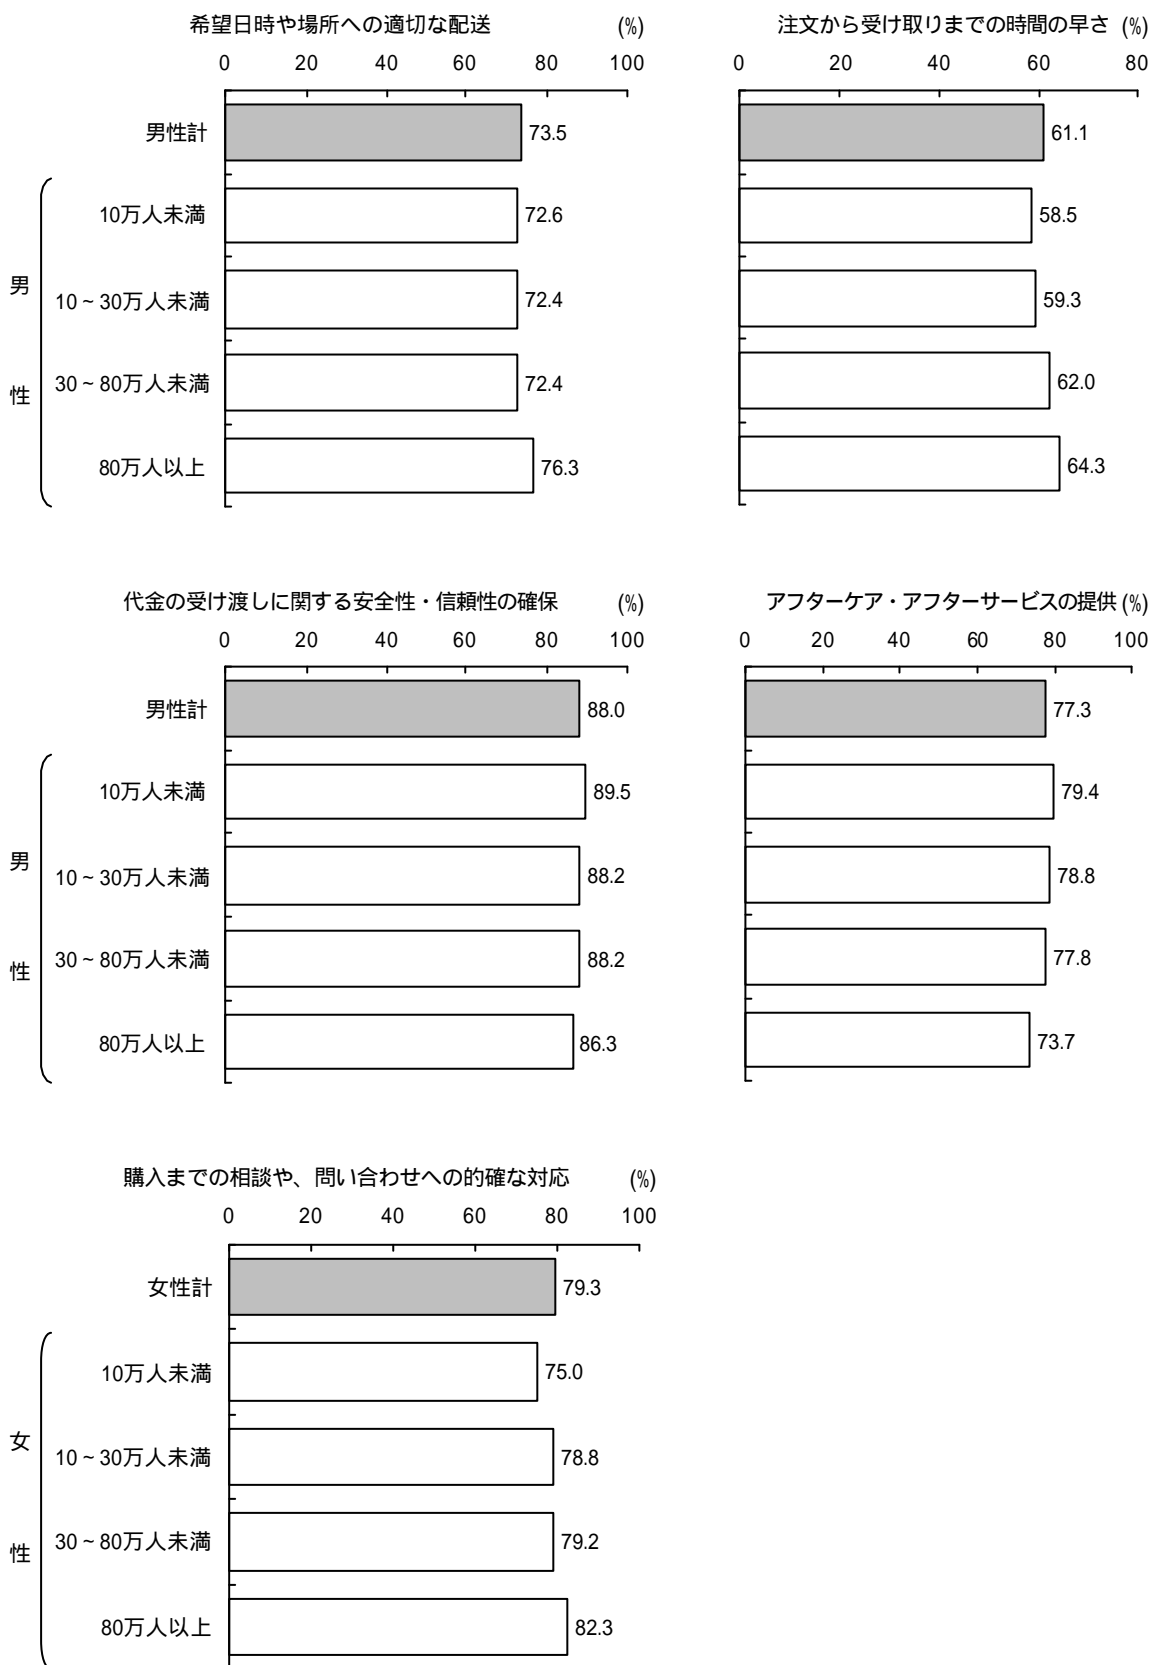 希望日時や場所への適切な配送 (%)
0 20 40 60 80 100
男性計 73.5
男性
10万人未満 72.6
10~30万人未満 72.4
30~80万人未満 72.4
80万人以上 76.3
注文から受け取りまでの時間の早さ (%)
0 20 40 60 80
61.1
58.5
59.3
62.0
64.3
代金の受け渡しに関する安全性・信頼性の確保 (%)
0 20 40 60 80 100
男性計 88.0
男性
10万人未満 89.5
10~30万人未満 88.2
30~80万人未満 88.2
80万人以上 86.3
アフターケア・アフターサービスの提供 (%)
0 20 40 60 80 100
77.3
79.4
78.8
77.8
73.7
購入までの相談や、問い合わせへの的確な対応 (%)
0 20 40 60 80 100
女性計 79.3
女性
10万人未満 75.0
10~30万人未満 78.8
30~80万人未満 79.2
80万人以上 82.3